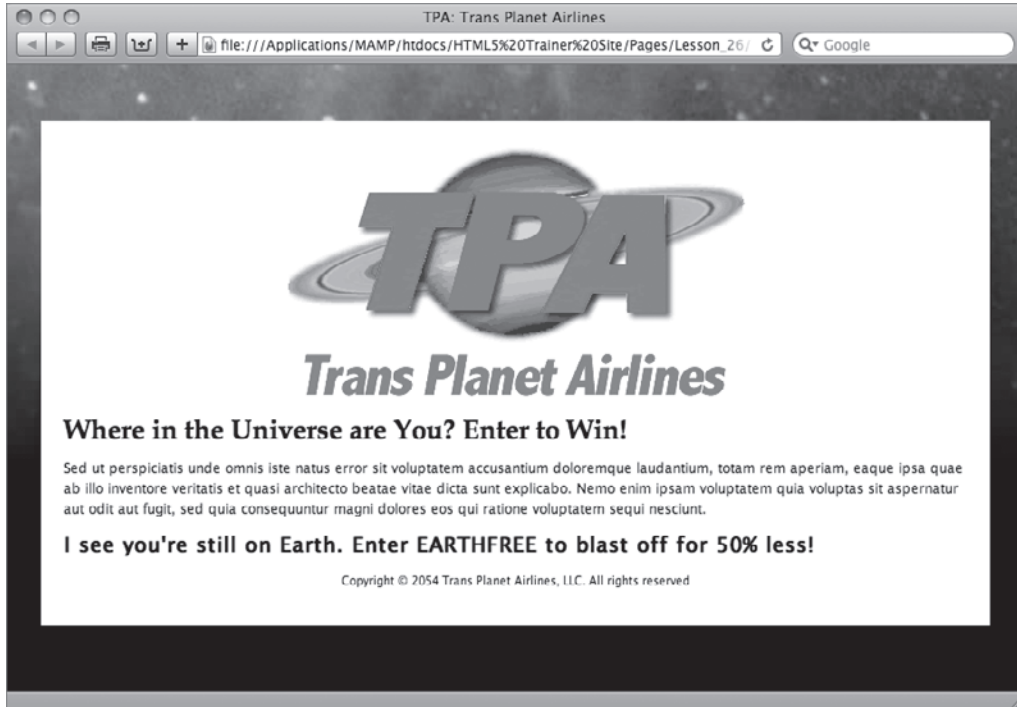 TPA: Trans Planet Airlines
file:///Applications/MAMP/htdocs/HTML5%20Trainer%20Site/Pages/Lesson_26/
Google
TPA
Trans Planet Airlines
Where in the Universe are You? Enter to Win!
Sed ut perspiciatis unde omnis iste natus error sit voluptatem accusantium doloremque laudantium, totam rem aperiam, eaque ipsa quae
ab illo inventore veritatis et quasi architecto beatae vitae dicta sunt explicabo. Nemo enim ipsam voluptatem quia voluptas sit aspernatur
aut odit aut fugit, sed quia consequuntur magni dolores eos qui ratione voluptatem sequi nesciunt.
I see you're still on Earth. Enter EARTHFREE to blast off for 50% less!
Copyright © 2054 Trans Planet Airlines, LLC. All rights reserved